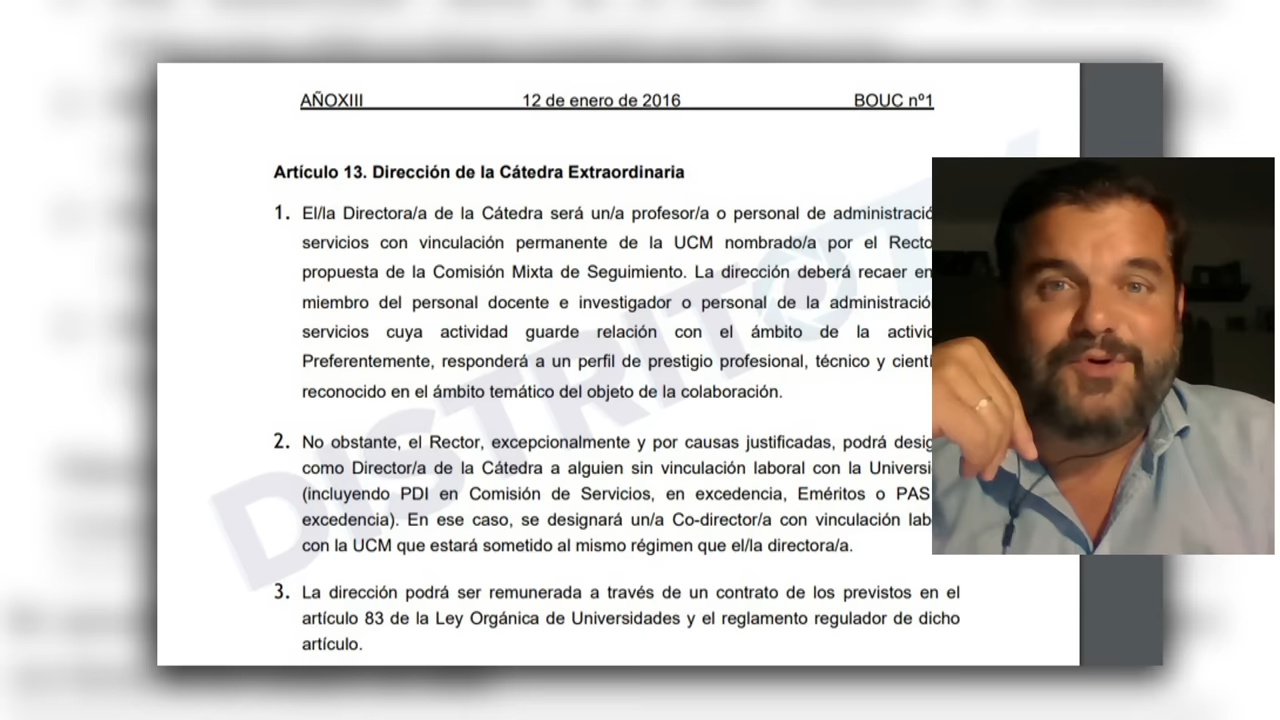 AÑOXIII 12 de enero de 2016 BOUC nº1
Artículo 13. Dirección de la Cátedra Extraordinaria
1. El/la Directora/a de la Cátedra será un/a profesor/a o personal de administració
servicios con vinculación permanente de la UCM nombrado/a por el Recto
propuesta de la Comisión Mixta de Seguimiento. La dirección deberá recaer en
miembro del personal docente e investigador o personal de la administració
servicios cuya actividad guarde relación con el ámbito de la activid
Preferentemente, responderá a un perfil de prestigio profesional, técnico y cientí
reconocido en el ámbito temático del objeto de la colaboración.
2. No obstante, el Rector, excepcionalmente y por causas justificadas, podrá desig
como Director/a de la Cátedra a alguien sin vinculación laboral con la Universi
(incluyendo PDI en Comisión de Servicios, en excedencia, Eméritos o PAS
excedencia). En ese caso, se designará un/a Co-director/a con vinculación lab
con la UCM que estará sometido al mismo régimen que el/la directora/a.
3. La dirección podrá ser remunerada a través de un contrato de los previstos en el
artículo 83 de la Ley Orgánica de Universidades y el reglamento regulador de dicho
artículo.